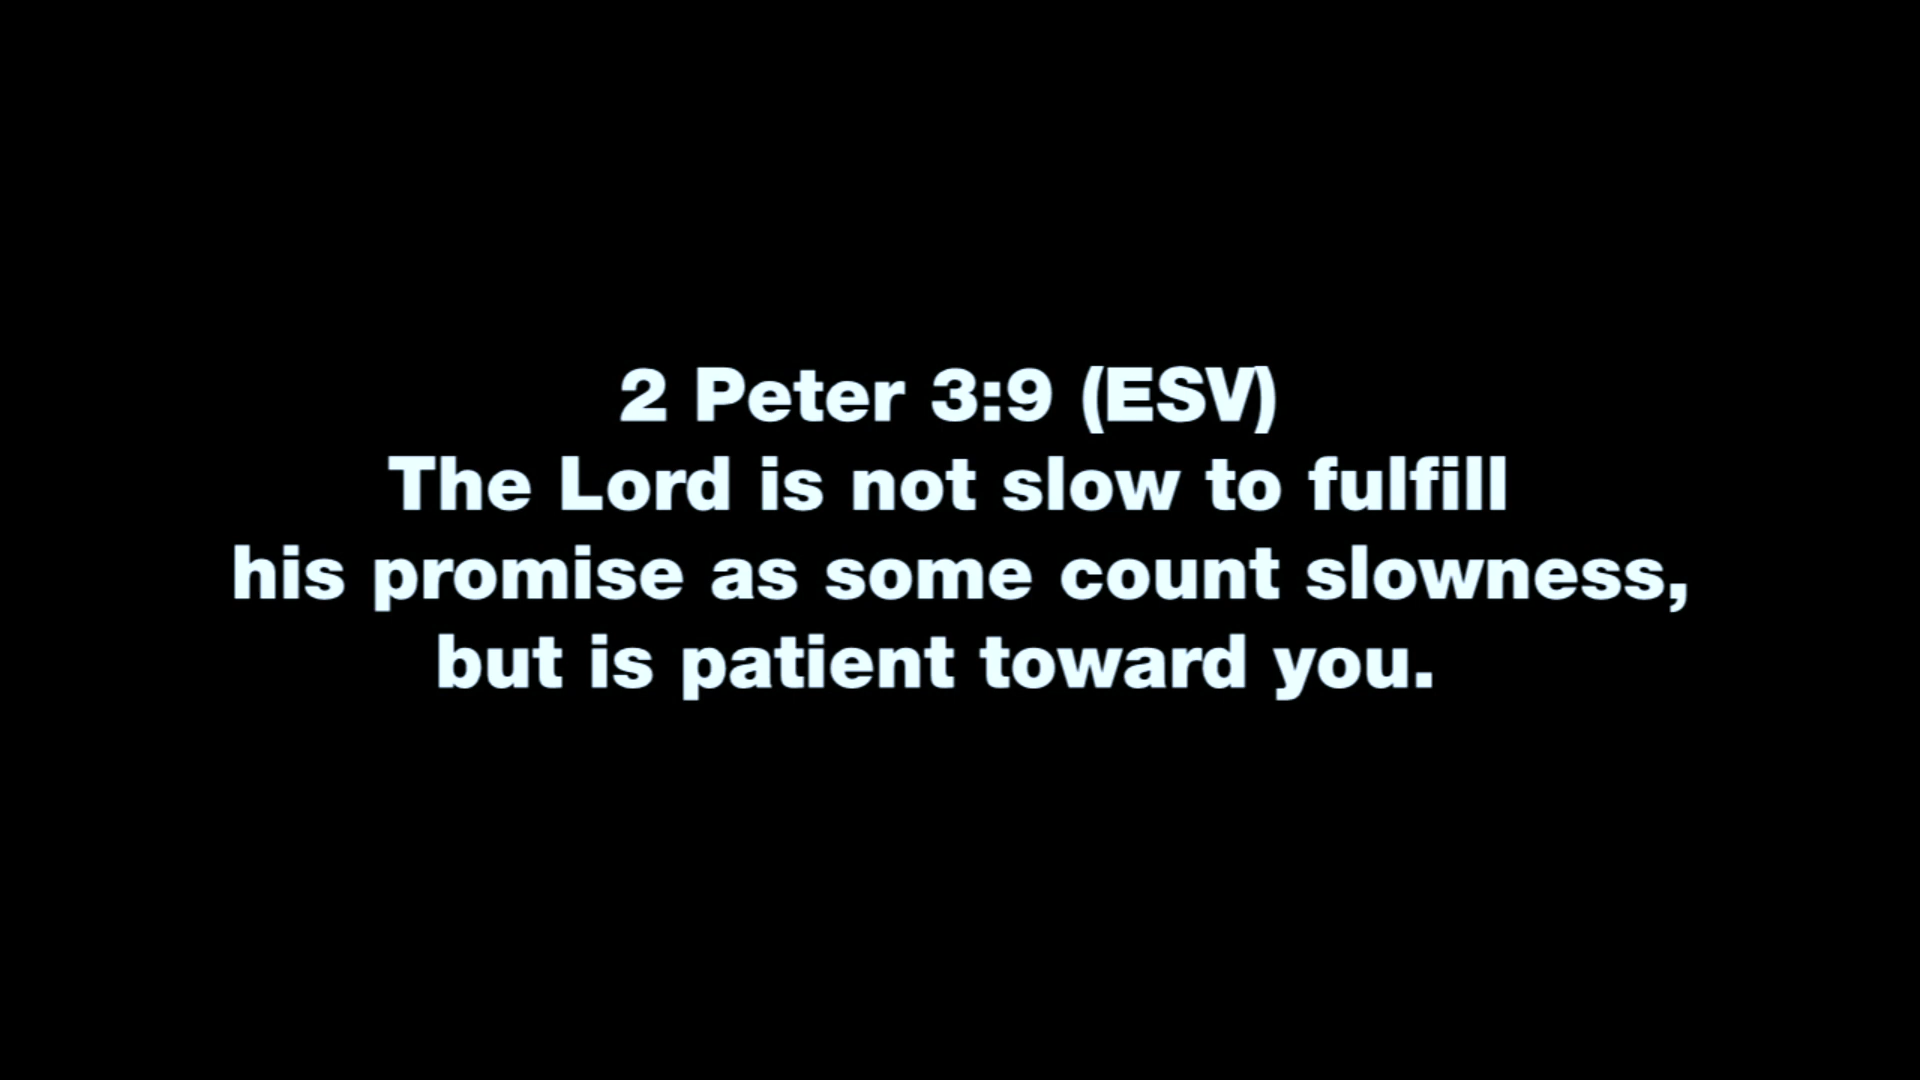 2 Peter 3:9 (ESV)
The Lord is not slow to fulfill
his promise as some count slowness,
but is patient toward you.